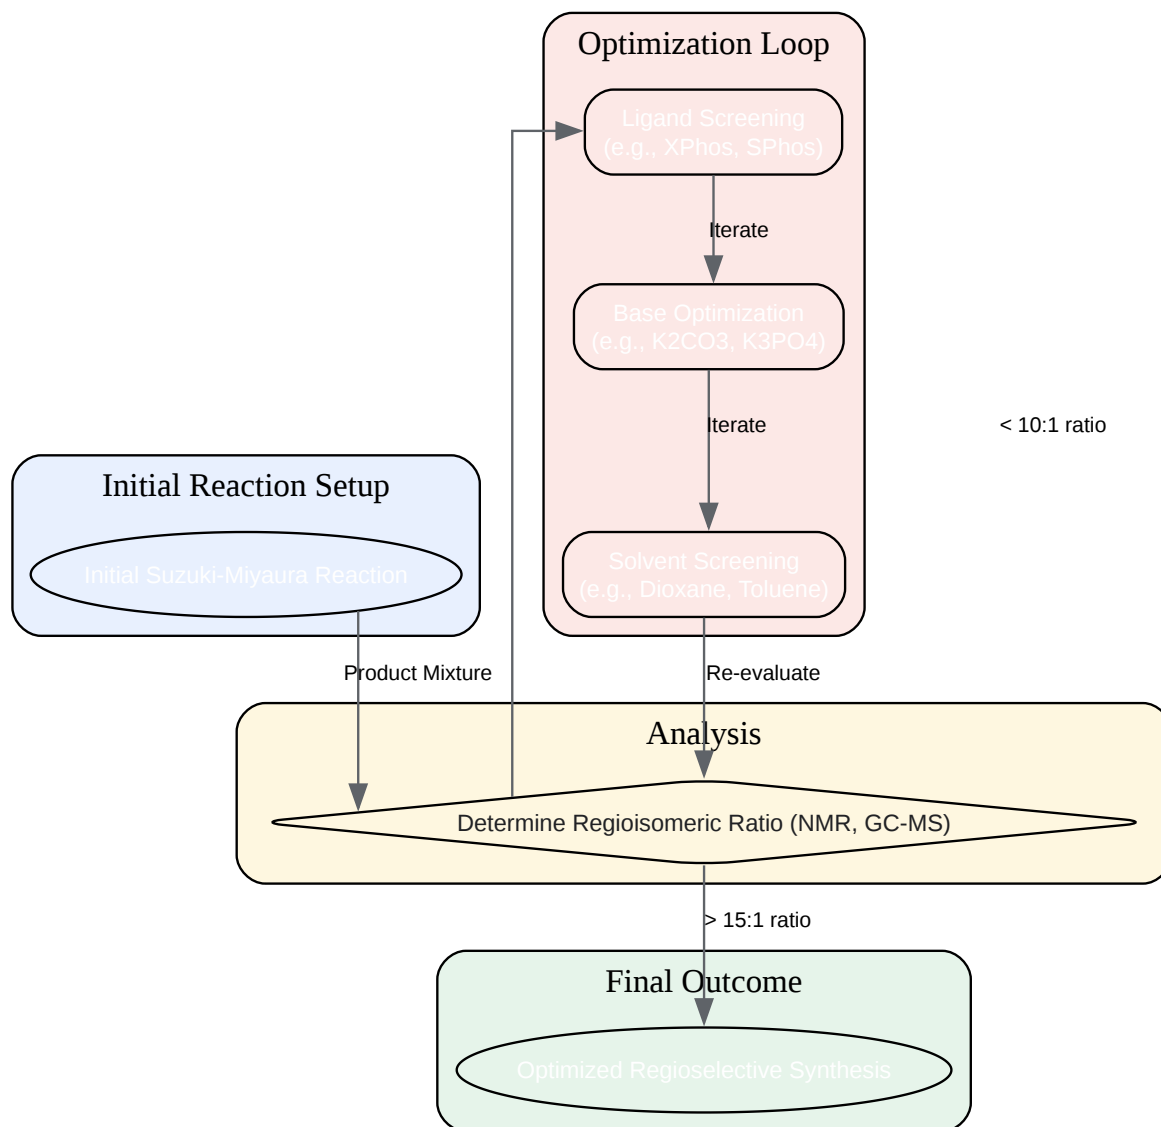 Optimization Loop
Ligand Screening
(e.g., XPhos, SPhos)
Iterate
Base Optimization
(e.g., K2CO3, K3PO4)
Iterate
< 10:1 ratio
Initial Reaction Setup
Initial Suzuki-Miyaura Reaction
Solvent Screening
(e.g., Dioxane, Toluene)
Product Mixture
Re-evaluate
Analysis
Determine Regioisomeric Ratio (NMR, GC-MS)
> 15:1 ratio
Final Outcome
Optimized Regioselective Synthesis